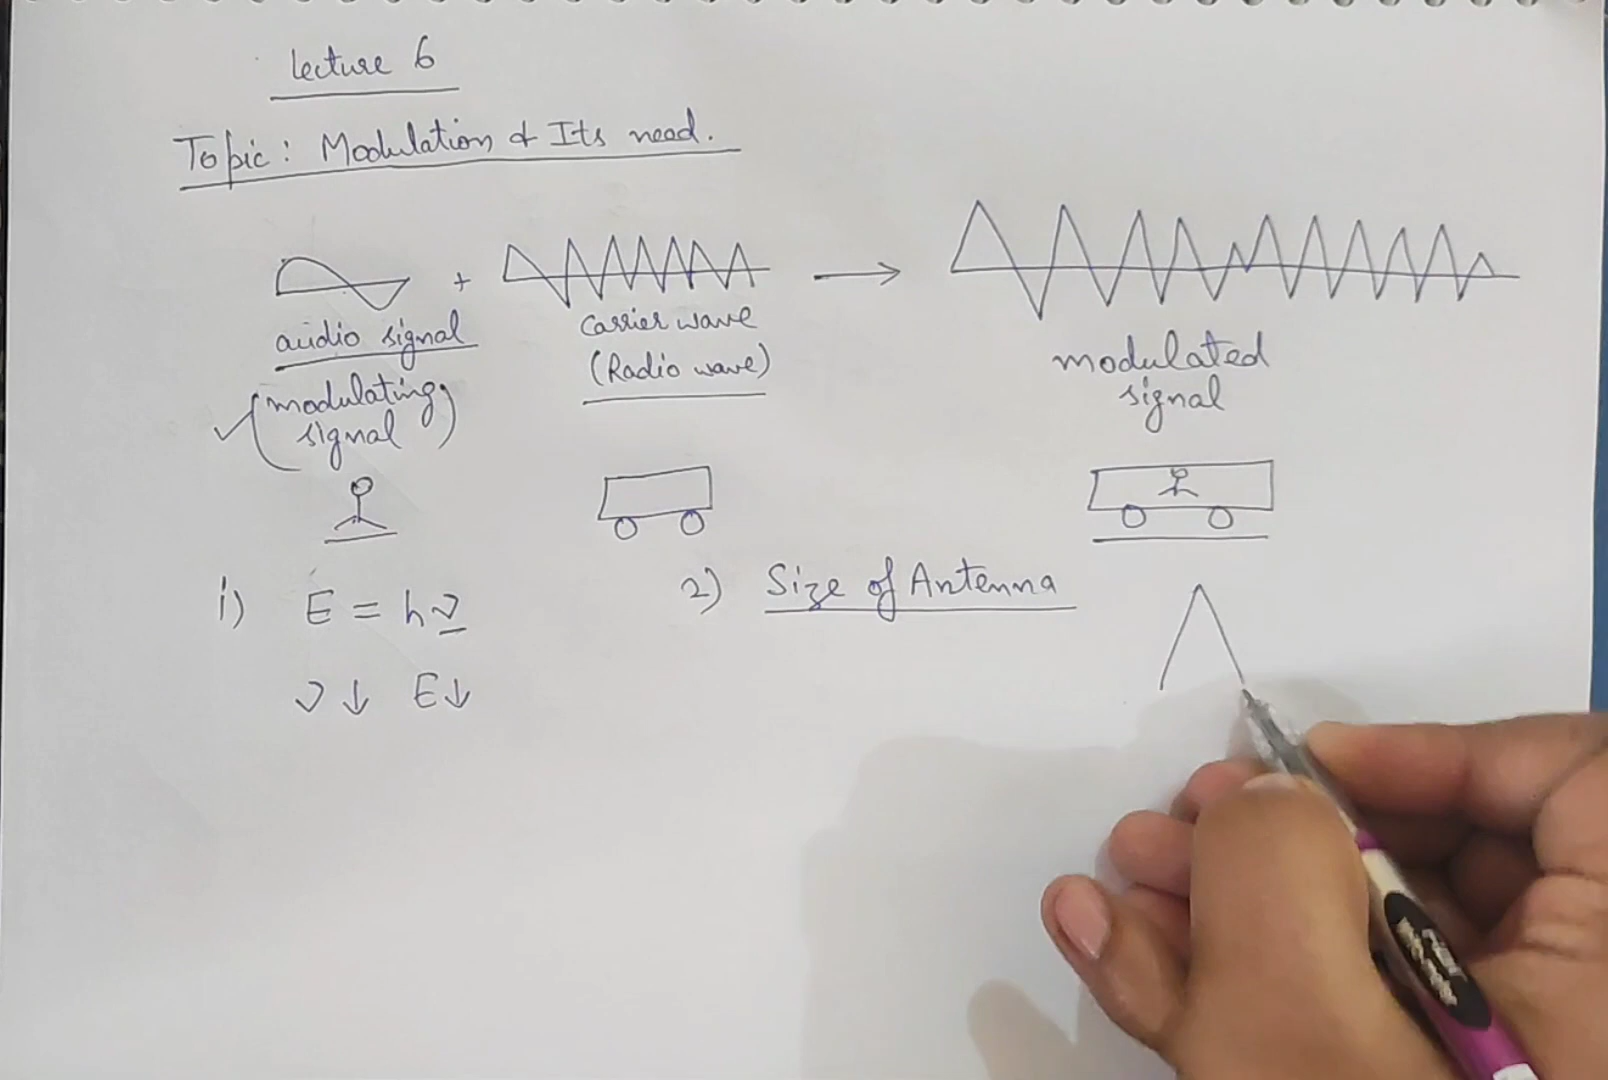 Lecture 6
Topic: Modulation & Its need.
+
audio signal
(modulating signal)
carrier wave
(Radio wave)
modulated
signal
i) E = hν
ν ↓ E↓
2) Size of Antenna